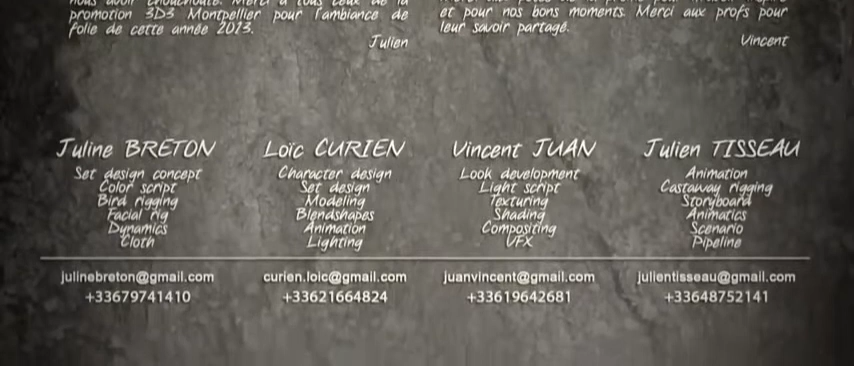 promotion 3D3 Montpellier pour l'ambiance de
folie de cette année 2013.
Julien
et pour nos bons moments. Merci aux profs pour
leur savoir partagé.
Vincent
Juline BRETON
Set design concept
Color script
Bird rigging
Facial rig
Dynamics
Cloth
julinebreton@gmail.com
+33679741410
Loïc CURIEN
Character design
Set design
Modeling
Blendshapes
Animation
Lighting
curien.loic@gmail.com
+33621664824
Vincent JUAN
Look development
Light script
Texturing
Shading
Compositing
VFX
juanvincent@gmail.com
+33619642681
Julien TISSEAU
Animation
Castaway rigging
Storyboard
Animatics
Scenario
Pipeline
julientisseau@gmail.com
+33648752141